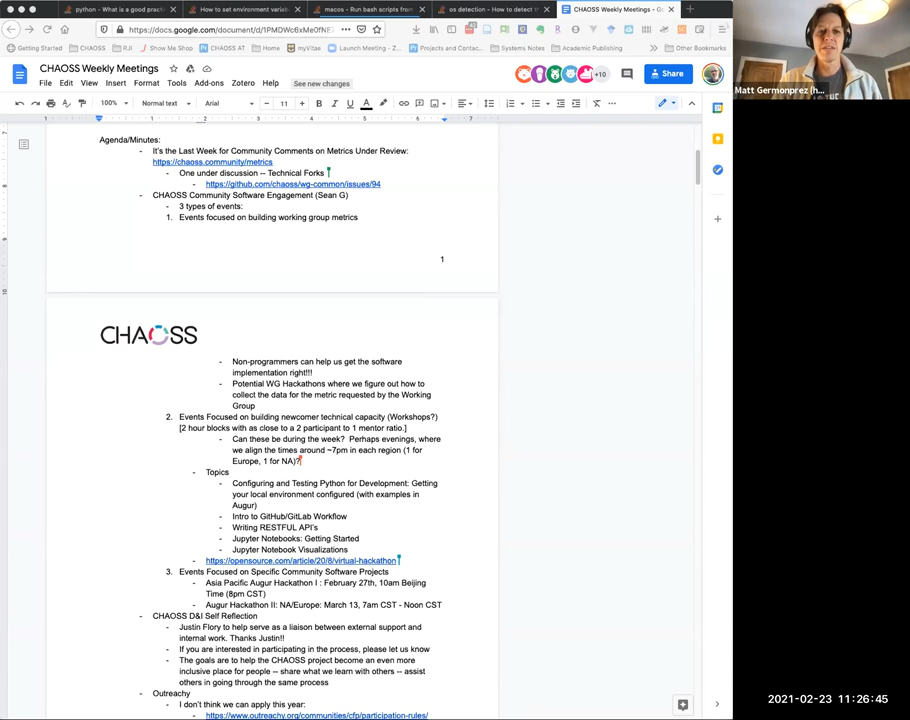 python - What is a good practi
How to set environment variab
macos - Run bash scripts from
os detection - How to detect t
CHAOSS Weekly Meetings - Go
https://docs.google.com/document/d/1PMDWc6xMe0fNE
Getting Started
CHAOSS
RJI
Show Me Shop
CHAOSS AT
Home
myVitas
Launch Meeting - Z...
Projects and Contac...
Systems Notes
Academic Publishing
Other Bookmarks
CHAOSS Weekly Meetings
File Edit View Insert Format Tools Add-ons Zotero Help See new changes
+10
Share
100% Normal text Arial 11
Agenda/Minutes:
- It's the Last Week for Community Comments on Metrics Under Review:
https://chaoss.community/metrics
- One under discussion -- Technical Forks
- https://github.com/chaoss/wg-common/issues/94
- CHAOSS Community Software Engagement (Sean G)
- 3 types of events:
1. Events focused on building working group metrics
1
CHAOSS
- Non-programmers can help us get the software
implementation right!!!
- Potential WG Hackathons where we figure out how to
collect the data for the metric requested by the Working
Group
2. Events Focused on building newcomer technical capacity (Workshops?)
[2 hour blocks with as close to a 2 participant to 1 mentor ratio.]
- Can these be during the week? Perhaps evenings, where
we align the times around ~7pm in each region (1 for
Europe, 1 for NA)?
- Topics
- Configuring and Testing Python for Development: Getting
your local environment configured (with examples in
Augur)
- Intro to GitHub/GitLab Workflow
- Writing RESTFUL API's
- Jupyter Notebooks: Getting Started
- Jupyter Notebook Visualizations
- https://opensource.com/article/20/8/virtual-hackathon
3. Events Focused on Specific Community Software Projects
- Asia Pacific Augur Hackathon I : February 27th, 10am Beijing
Time (8pm CST)
- Augur Hackathon II: NA/Europe: March 13, 7am CST - Noon CST
- CHAOSS D&I Self Reflection
- Justin Flory to help serve as a liaison between external support and
internal work. Thanks Justin!!
- If you are interested in participating in the process, please let us know
- The goals are to help the CHAOSS project become an even more
inclusive place for people -- share what we learn with others -- assist
others in going through the same process
- Outreachy
- I don't think we can apply this year:
- https://www.outreachy.org/communities/cfp/participation-rules/
Matt Germonprez (h...
2021-02-23 11:26:45